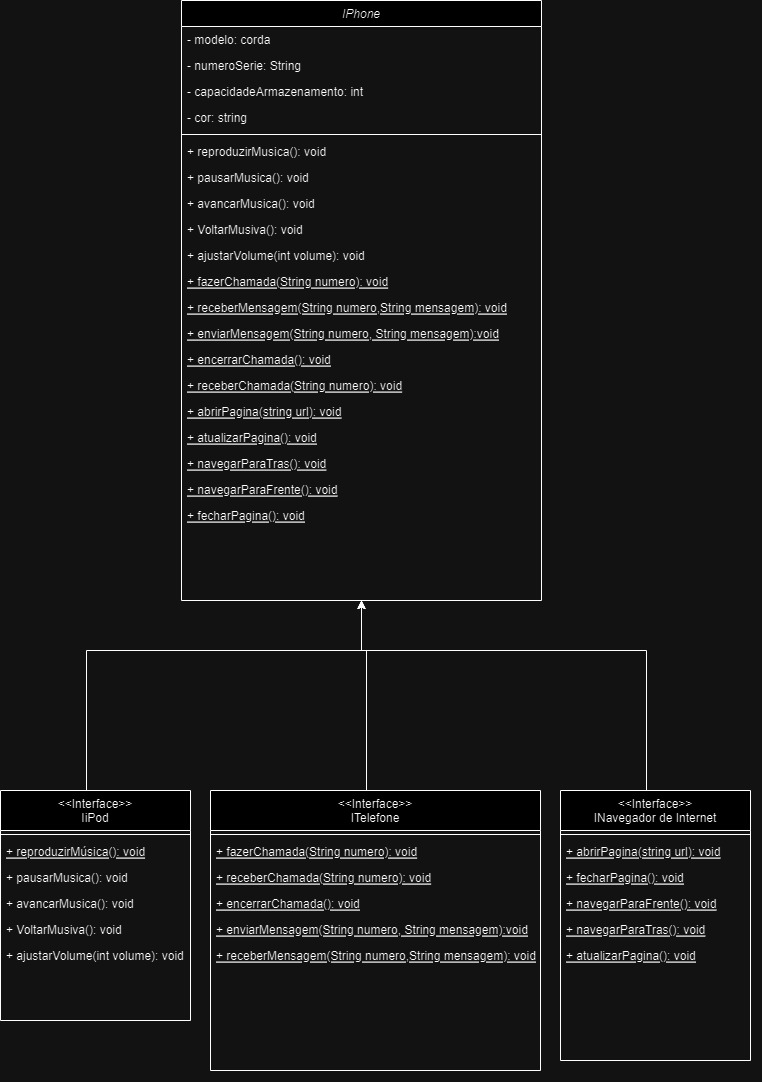 IPhone
- modelo: corda
- numeroSerie: String
- capacidadeArmazenamento: int
- cor: string
+ reproduzirMusica(): void
+ pausarMusica(): void
+ avancarMusica(): void
+ VoltarMusiva(): void
+ ajustarVolume(int volume): void
+ fazerChamada(String numero): void
+ receberMensagem(String numero,String mensagem): void
+ enviarMensagem(String numero, String mensagem):void
+ encerrarChamada(): void
+ receberChamada(String numero): void
+ abrirPagina(string url): void
+ atualizarPagina(): void
+ navegarParaTras(): void
+ navegarParaFrente(): void
+ fecharPagina(): void
<<Interface>>
IiPod
+ reproduzirMúsica(): void
+ pausarMusica(): void
+ avancarMusica(): void
+ VoltarMusiva(): void
+ ajustarVolume(int volume): void
<<Interface>>
ITelefone
+ fazerChamada(String numero): void
+ receberChamada(String numero): void
+ encerrarChamada(): void
+ enviarMensagem(String numero, String mensagem):void
+ receberMensagem(String numero,String mensagem): void
<<Interface>>
INavegador de Internet
+ abrirPagina(string url): void
+ fecharPagina(): void
+ navegarParaFrente(): void
+ navegarParaTras(): void
+ atualizarPagina(): void